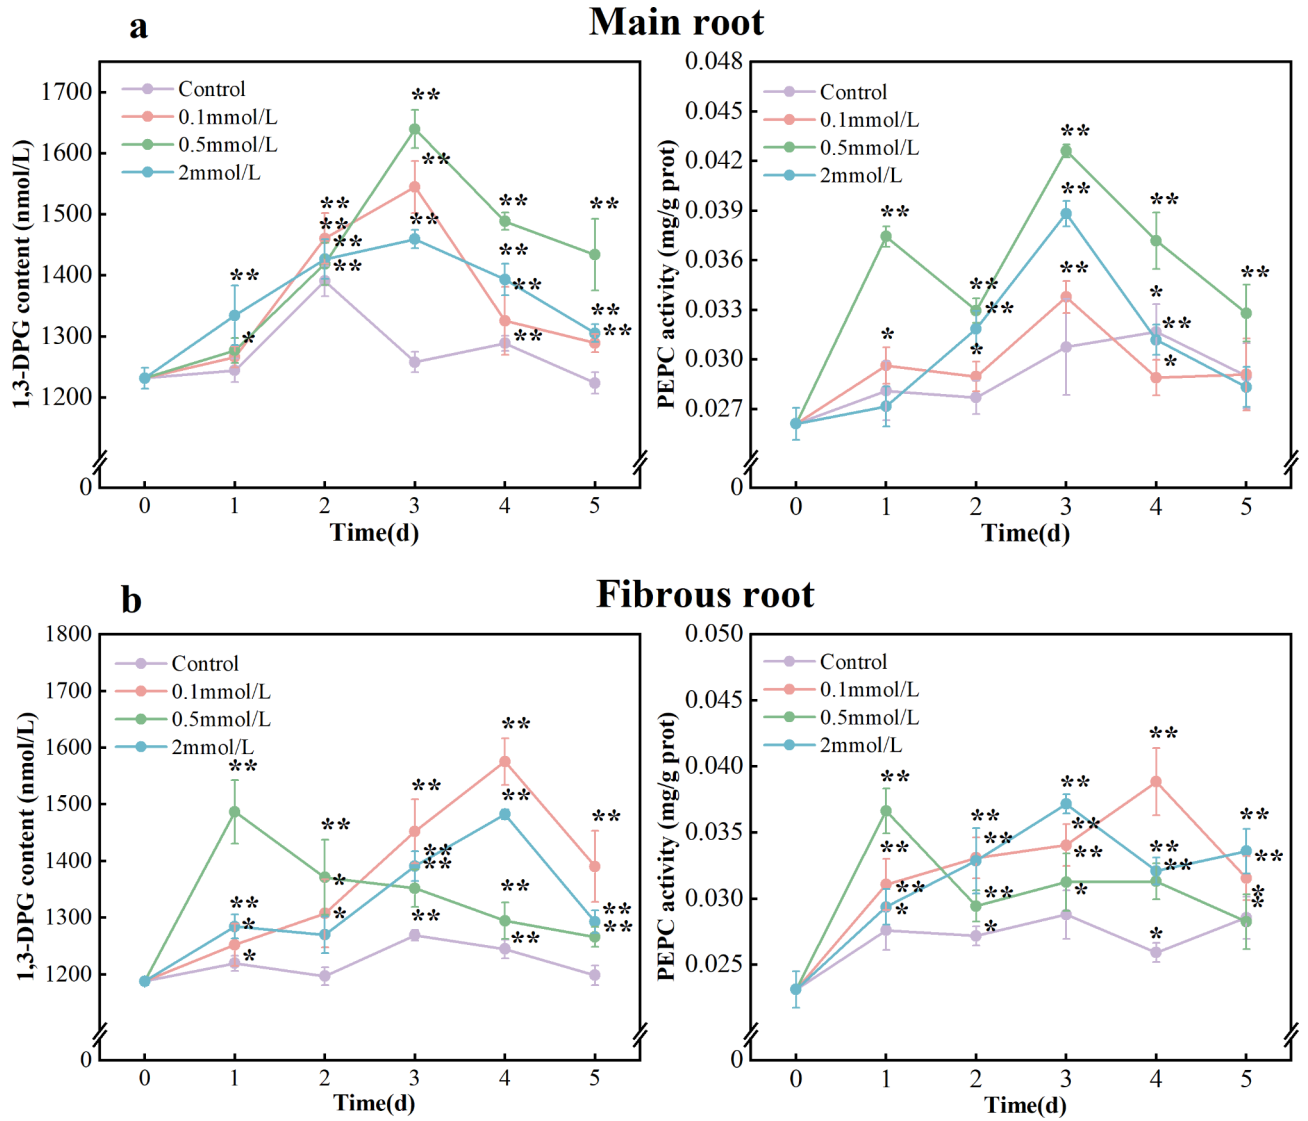 a
Main root
1700
1600
1500
1400
1300
1200
0
1,3-DPG content (nmol/L)
Control
0.1mmol/L
0.5mmol/L
2mmol/L
** * ** ** ** ** ** ** ** ** ** ** ** ** **
0 1 2 3 4 5
Time(d)
0.048
0.045
0.042
0.039
0.036
0.033
0.030
0.027
0
PEPC activity (mg/g prot)
Control
0.1mmol/L
0.5mmol/L
2mmol/L
** * ** ** * ** ** ** ** * ** * **
0 1 2 3 4 5
Time(d)
b
Fibrous root
1800
1700
1600
1500
1400
1300
1200
0
1,3-DPG content (nmol/L)
Control
0.1mmol/L
0.5mmol/L
2mmol/L
** ** * * ** * * ** ** ** ** ** ** ** ** ** ** **
0 1 2 3 4 5
Time(d)
0.050
0.045
0.040
0.035
0.030
0.025
0
PEPC activity (mg/g prot)
Control
0.1mmol/L
0.5mmol/L
2mmol/L
** ** ** * ** ** ** * ** ** ** * ** ** ** * ** ** * *
0 1 2 3 4 5
Time(d)